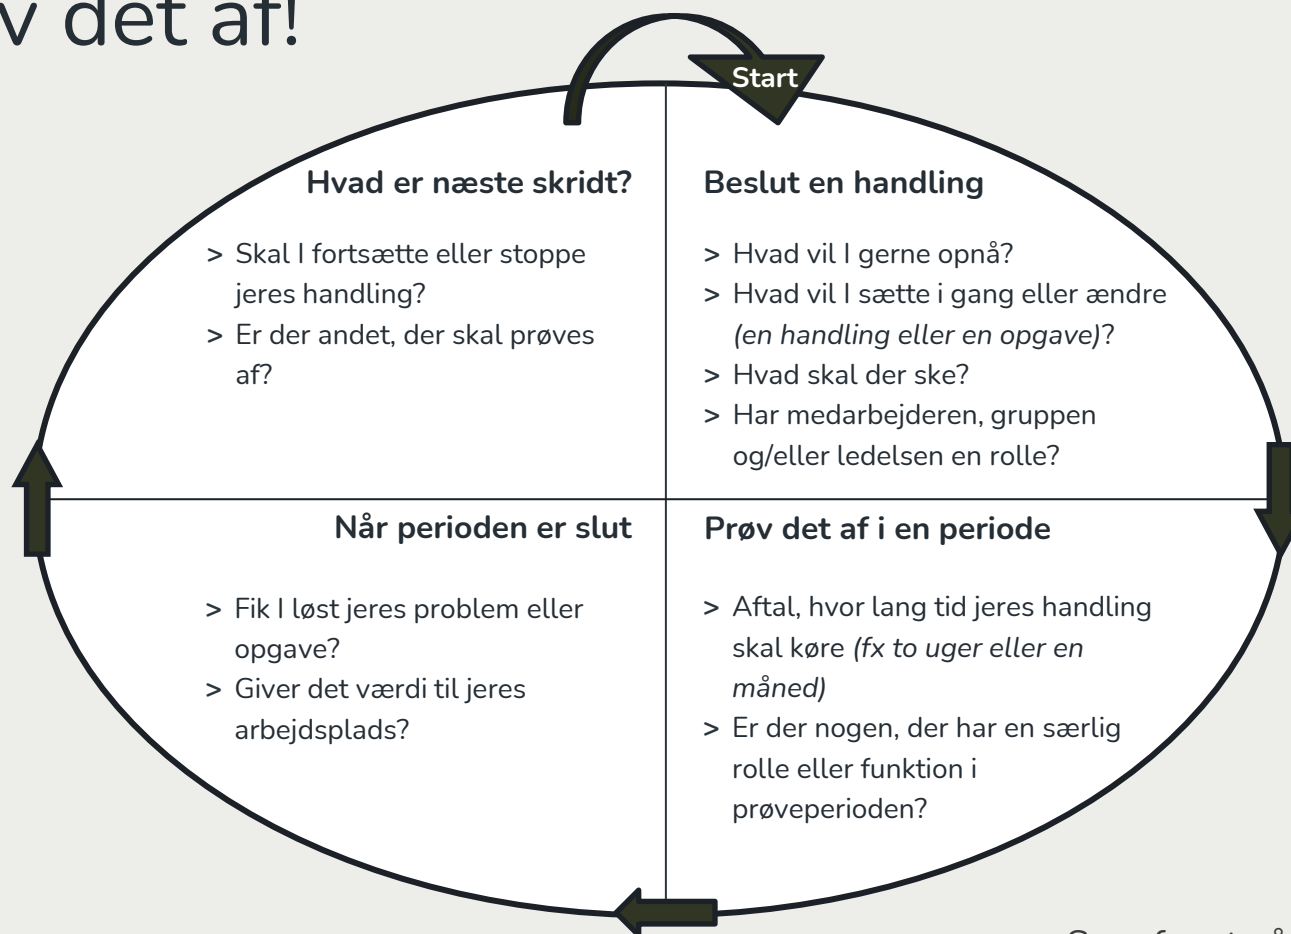 det af!
Start
Hvad er næste skridt?
> Skal I fortsætte eller stoppe
jeres handling?
> Er der andet, der skal prøves
af?
Beslut en handling
> Hvad vil I gerne opnå?
> Hvad vil I sætte i gang eller ændre
(en handling eller en opgave)?
> Hvad skal der ske?
> Har medarbejderen, gruppen
og/eller ledelsen en rolle?
Når perioden er slut
> Fik I løst jeres problem eller
opgave?
> Giver det værdi til jeres
arbejdsplads?
Prøv det af i en periode
> Aftal, hvor lang tid jeres handling
skal køre (fx to uger eller en
måned)
> Er der nogen, der har en særlig
rolle eller funktion i
prøveperioden?